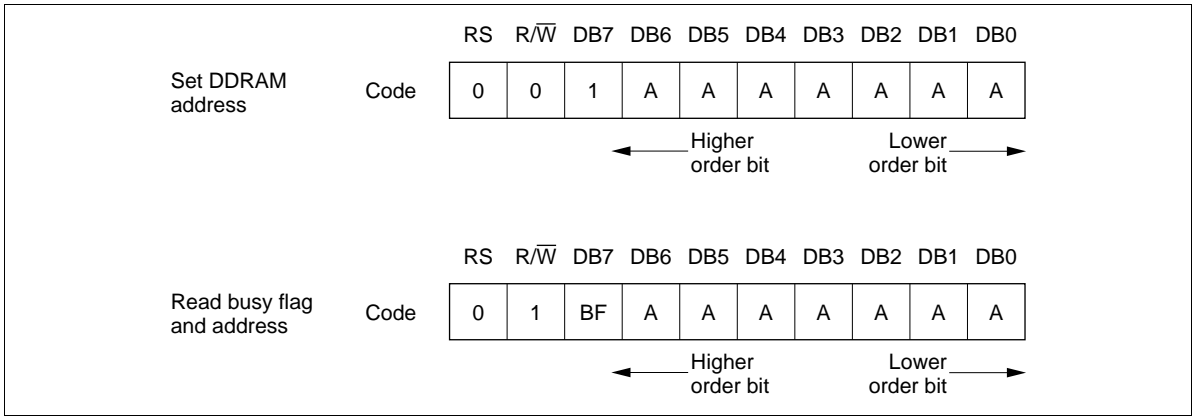 RS R/W̅ DB7 DB6 DB5 DB4 DB3 DB2 DB1 DB0
Set DDRAM
address
Code 0 0 1 A A A A A A A
Higher
order bit
Lower
order bit
RS R/W̅ DB7 DB6 DB5 DB4 DB3 DB2 DB1 DB0
Read busy flag
and address
Code 0 1 BF A A A A A A A
Higher
order bit
Lower
order bit